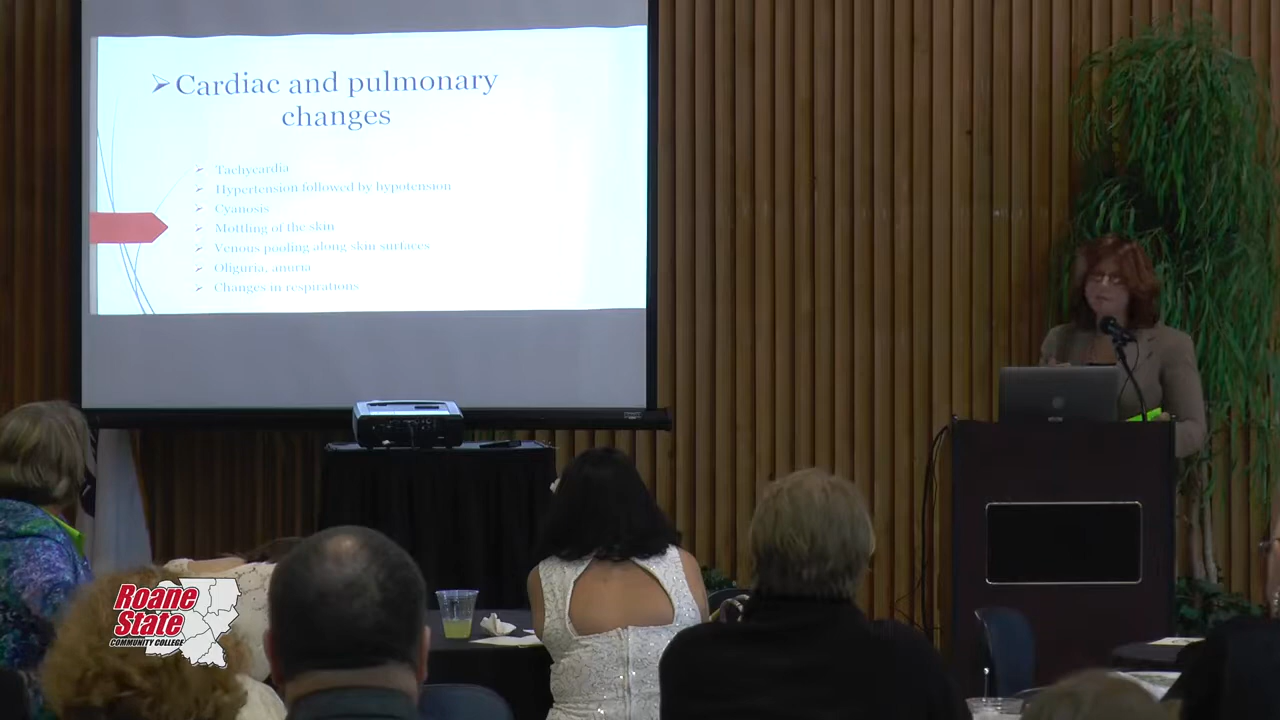 ➢Cardiac and pulmonary
changes
➢ Tachycardia
➢ Hypertension followed by hypotension
➢ Cyanosis
➢ Mottling of the skin
➢ Venous pooling along skin surfaces
➢ Oliguria, anuria
➢ Changes in respirations
Roane
State
COMMUNITY COLLEGE